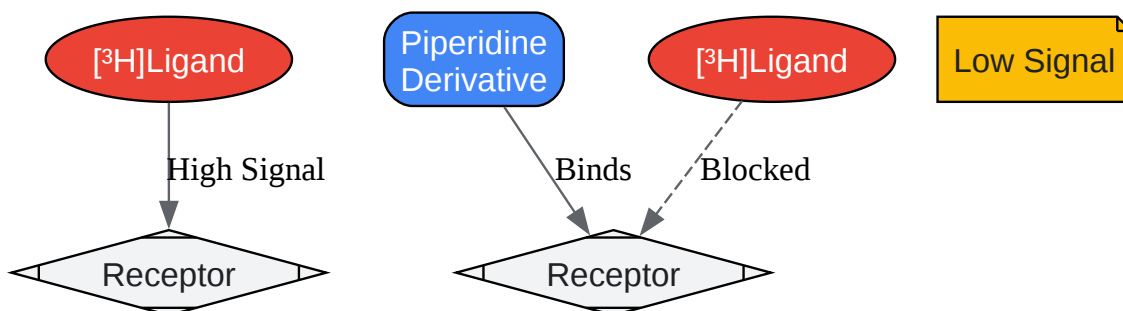 [³H]Ligand
Piperidine
Derivative
[³H]Ligand
Low Signal
High Signal
Binds
Blocked
Receptor
Receptor